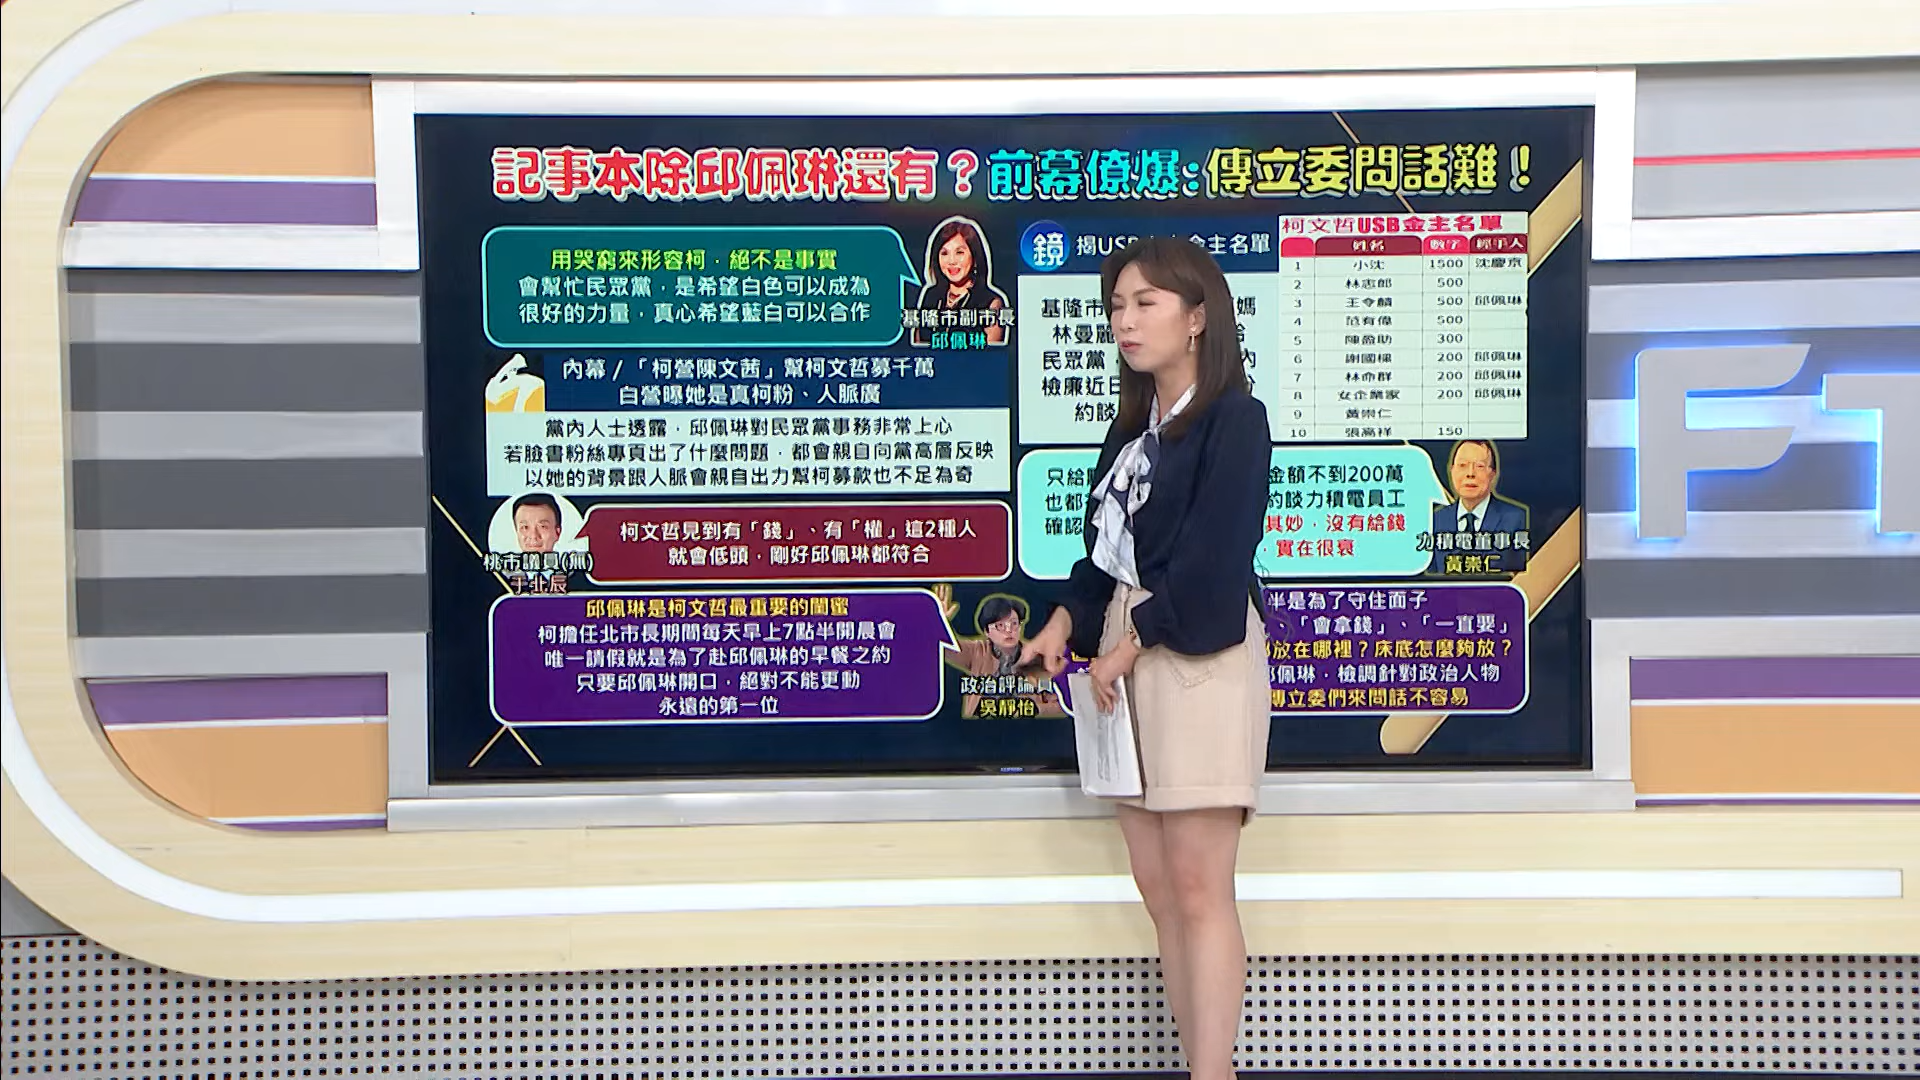 記事本除邱佩琳還有？前幕僚爆:傳立委問話難！
用哭窮來形容柯，絕不是事實
會幫忙民眾黨，是希望白色可以成為
很好的力量，真心希望藍白可以合作
基隆市副市長
邱佩琳
內幕/「柯營陳文茜」幫柯文哲募千萬
白營曝她是真柯粉、人脈廣
黨內人士透露，邱佩琳對民眾黨事務非常上心
若臉書粉絲專頁出了什麼問題，都會親自向黨高層反映
以她的背景跟人脈會親自出力幫柯募款也不足為奇
柯文哲見到有「錢」、有「權」這2種人
就會低頭，剛好邱佩琳都符合
桃市議員(無)
于北辰
邱佩琳是柯文哲最重要的閨蜜
柯擔任北市長期間每天早上7點半開晨會
唯一請假就是為了赴邱佩琳的早餐之約
只要邱佩琳開口，絕對不能更動
永遠的第一位
政治評論員
吳靜怡
鏡 揭USB 金主名單
基隆市 媽
林曼麗
民眾黨 內
檢廉近日
約談
柯文哲USB金主名單
姓名 數字 經手人
1 小沈 1500 沈慶京
2 林志郎 500
3 王令麟 500 邱佩琳
4 范有偉 500
5 陳盈助 300
6 謝國樑 200 邱佩琳
7 林命群 200 邱佩琳
8 女企業家 200 邱佩琳
9 黃崇仁
10 張高祥 150
只給 金額不到200萬
也都 約談力積電員工
確認 其妙，沒有給錢
，實在很衰
力積電董事長
黃崇仁
半是為了守住面子
、「會拿錢」、「一直要」
放在哪裡？床底怎麼夠放？
邱佩琳，檢調針對政治人物
傳立委們來問話不容易
FT